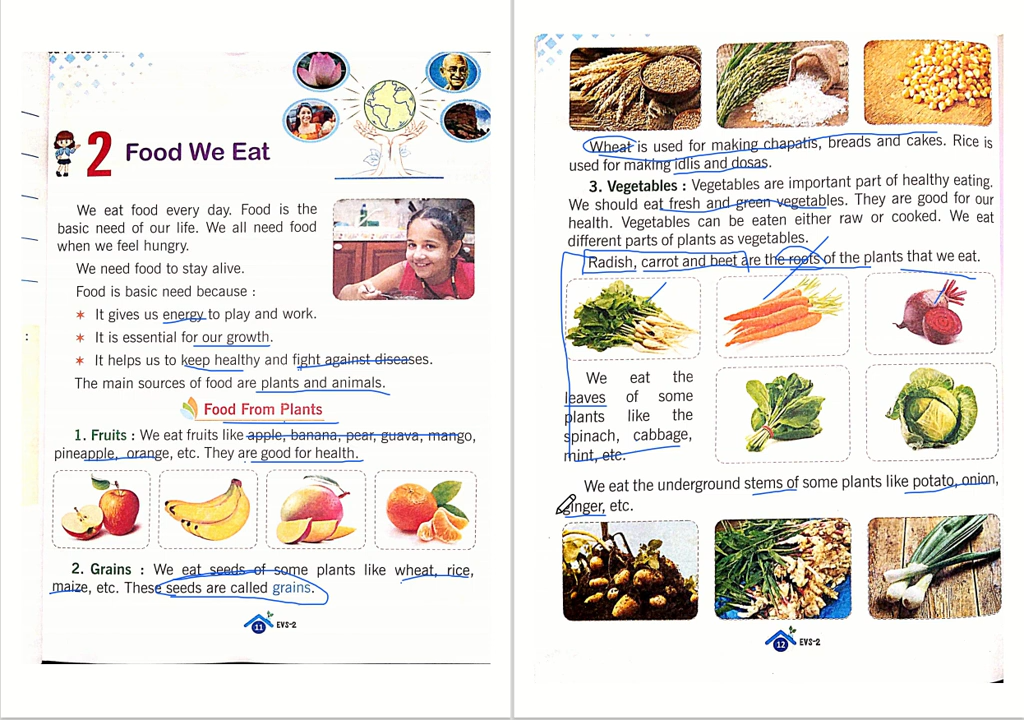 2 Food We Eat
We eat food every day. Food is the
basic need of our life. We all need food
when we feel hungry.
We need food to stay alive.
Food is basic need because :
✶ It gives us energy to play and work.
✶ It is essential for our growth.
✶ It helps us to keep healthy and fight against diseases.
The main sources of food are plants and animals.
Food From Plants
1. Fruits : We eat fruits like apple, banana, pear, guava, mango,
pineapple, orange, etc. They are good for health.
2. Grains : We eat seeds of some plants like wheat, rice,
maize, etc. These seeds are called grains.
11 EVS-2
Wheat is used for making chapatis, breads and cakes. Rice is
used for making idlis and dosas.
3. Vegetables : Vegetables are important part of healthy eating.
We should eat fresh and green vegetables. They are good for our
health. Vegetables can be eaten either raw or cooked. We eat
different parts of plants as vegetables.
Radish, carrot and beet are the roots of the plants that we eat.
We eat the
leaves of some
plants like the
spinach, cabbage,
mint, etc.
We eat the underground stems of some plants like potato, onion,
ginger, etc.
12 EVS-2